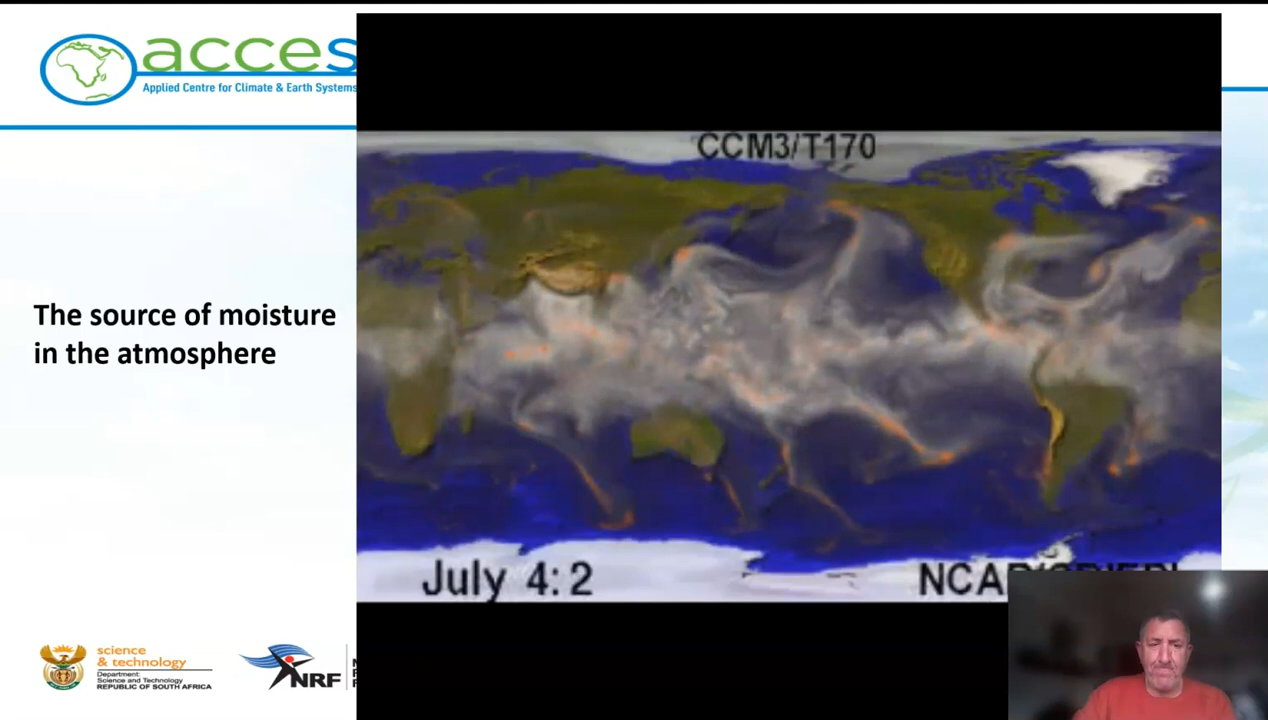 acces
Applied Centre for Climate & Earth Systems
CCM3/T170
The source of moisture
in the atmosphere
July 4:2
science
& technology
Department:
Science and Technology
REPUBLIC OF SOUTH AFRICA
NRF